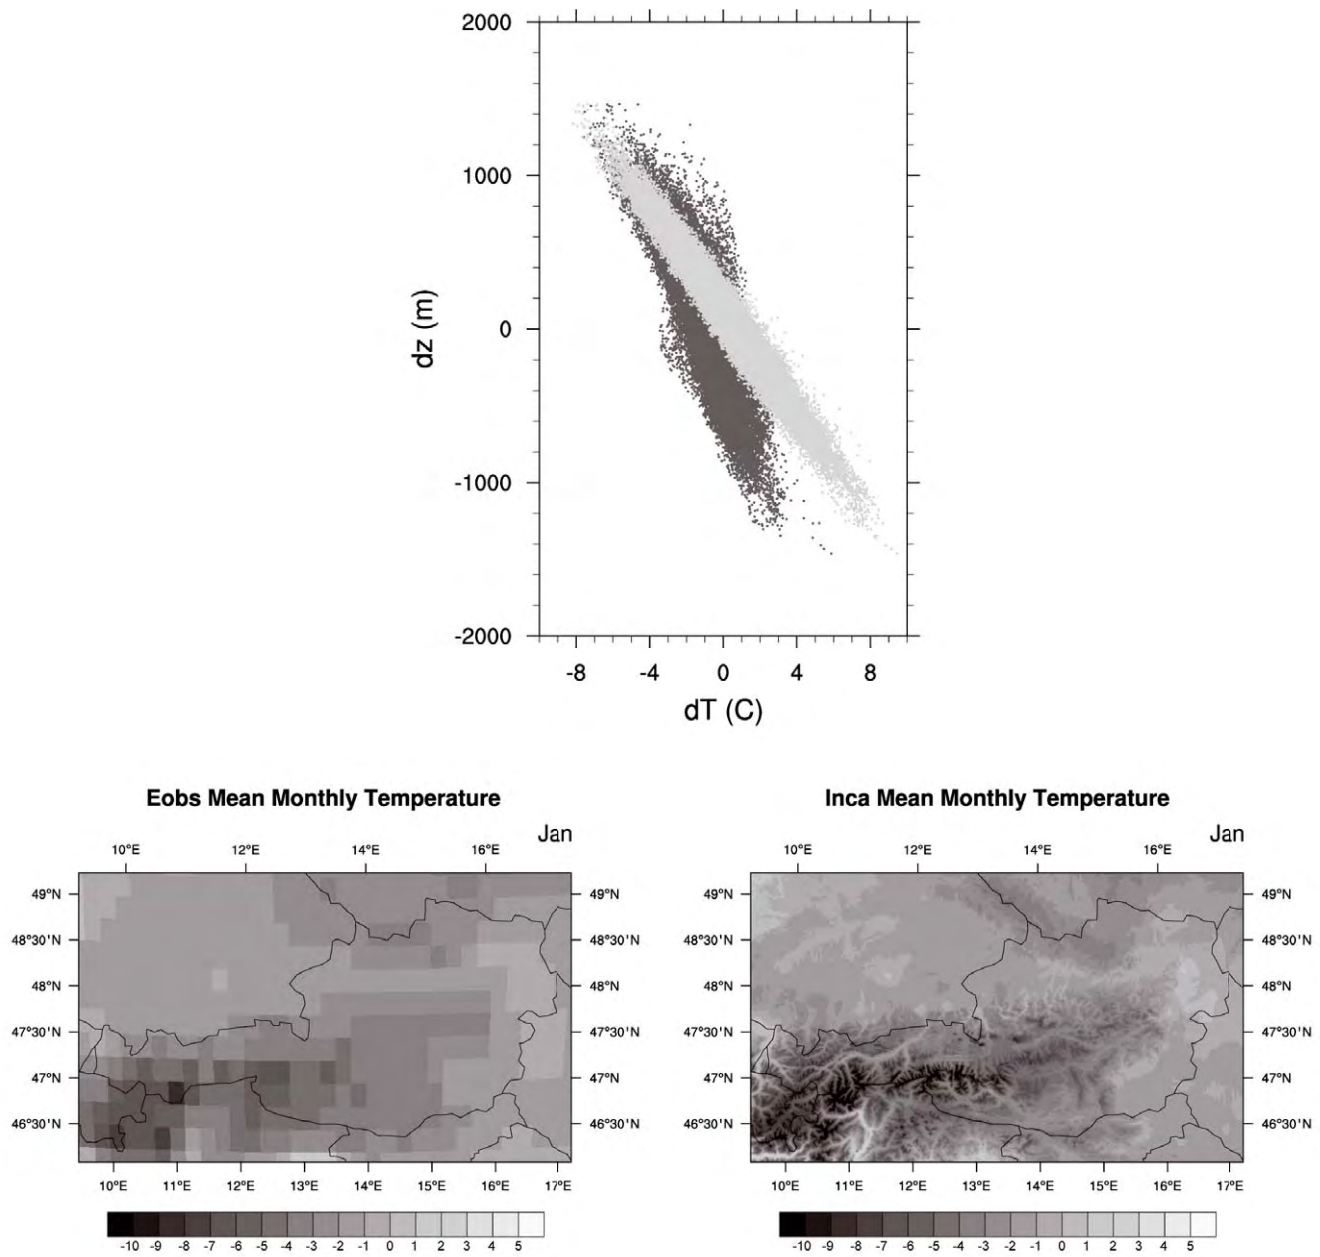 2000
1000
0
-1000
-2000
dz (m)
-8 -4 0 4 8
dT (C)
Eobs Mean Monthly Temperature
Jan
10°E 12°E 14°E 16°E
49°N 49°N
48°30'N 48°30'N
48°N 48°N
47°30'N 47°30'N
47°N 47°N
46°30'N 46°30'N
10°E 11°E 12°E 13°E 14°E 15°E 16°E 17°E
-10 -9 -8 -7 -6 -5 -4 -3 -2 -1 0 1 2 3 4 5
Inca Mean Monthly Temperature
Jan
10°E 12°E 14°E 16°E
49°N 49°N
48°30'N 48°30'N
48°N 48°N
47°30'N 47°30'N
47°N 47°N
46°30'N 46°30'N
10°E 11°E 12°E 13°E 14°E 15°E 16°E 17°E
-10 -9 -8 -7 -6 -5 -4 -3 -2 -1 0 1 2 3 4 5